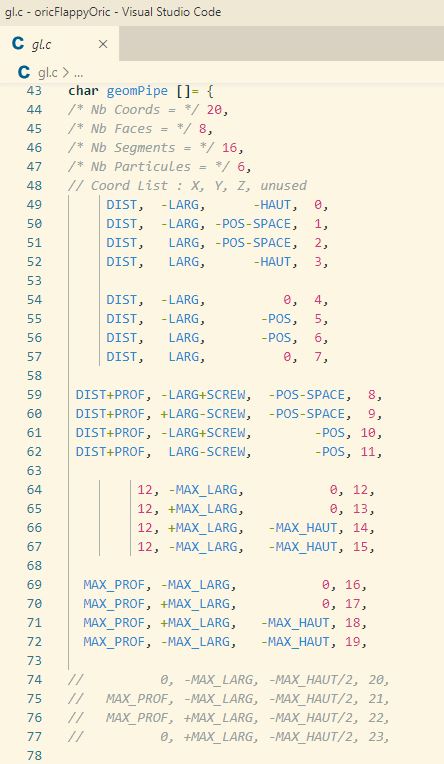 gl.c - oricFlappyOric - Visual Studio Code
C gl.c ×
C gl.c > ...
43 char geomPipe []= {
44 /* Nb Coords = */ 20,
45 /* Nb Faces = */ 8,
46 /* Nb Segments = */ 16,
47 /* Nb Particules = */ 6,
48 // Coord List : X, Y, Z, unused
49 DIST, -LARG, -HAUT, 0,
50 DIST, -LARG, -POS-SPACE, 1,
51 DIST, LARG, -POS-SPACE, 2,
52 DIST, LARG, -HAUT, 3,
53
54 DIST, -LARG, 0, 4,
55 DIST, -LARG, -POS, 5,
56 DIST, LARG, -POS, 6,
57 DIST, LARG, 0, 7,
58
59 DIST+PROF, -LARG+SCREW, -POS-SPACE, 8,
60 DIST+PROF, +LARG-SCREW, -POS-SPACE, 9,
61 DIST+PROF, -LARG+SCREW, -POS, 10,
62 DIST+PROF, LARG-SCREW, -POS, 11,
63
64 12, -MAX_LARG, 0, 12,
65 12, +MAX_LARG, 0, 13,
66 12, +MAX_LARG, -MAX_HAUT, 14,
67 12, -MAX_LARG, -MAX_HAUT, 15,
68
69 MAX_PROF, -MAX_LARG, 0, 16,
70 MAX_PROF, +MAX_LARG, 0, 17,
71 MAX_PROF, +MAX_LARG, -MAX_HAUT, 18,
72 MAX_PROF, -MAX_LARG, -MAX_HAUT, 19,
73
74 // 0, -MAX_LARG, -MAX_HAUT/2, 20,
75 // MAX_PROF, -MAX_LARG, -MAX_HAUT/2, 21,
76 // MAX_PROF, +MAX_LARG, -MAX_HAUT/2, 22,
77 // 0, +MAX_LARG, -MAX_HAUT/2, 23,
78